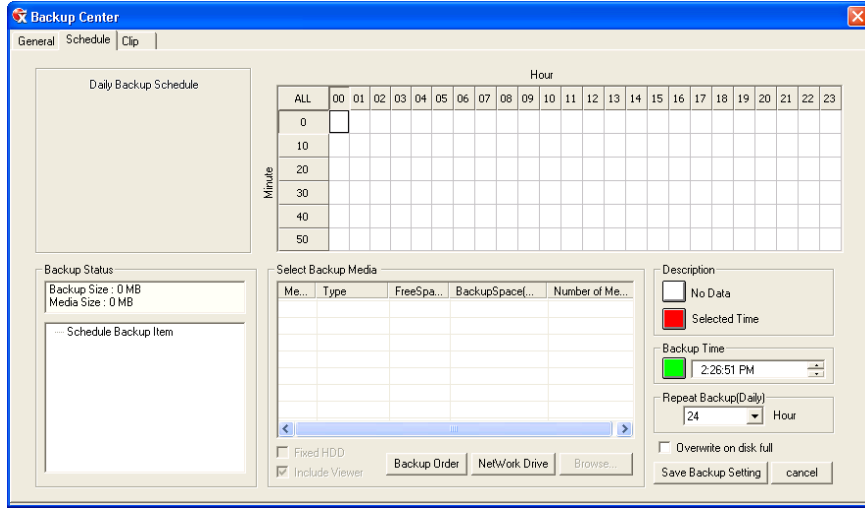 Backup Center
General Schedule Clip
Daily Backup Schedule
Hour
ALL 00 01 02 03 04 05 06 07 08 09 10 11 12 13 14 15 16 17 18 19 20 21 22 23
Minute
0
10
20
30
40
50
Backup Status
Backup Size : 0 MB
Media Size : 0 MB
Schedule Backup Item
Select Backup Media
Me... Type FreeSpa... BackupSpace(... Number of Me...
Fixed HDD
Include Viewer
Backup Order NetWork Drive Browse...
Description
No Data
Selected Time
Backup Time
2:26:51 PM
Repeat Backup(Daily)
24 Hour
Overwrite on disk full
Save Backup Setting cancel